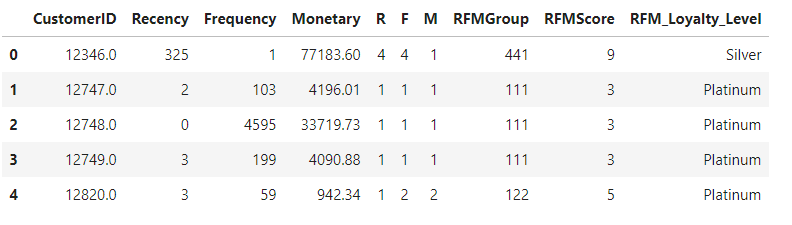 CustomerID Recency Frequency Monetary R F M RFMGroup RFMScore RFM_Loyalty_Level
0 12346.0 325 1 77183.60 4 4 1 441 9 Silver
1 12747.0 2 103 4196.01 1 1 1 111 3 Platinum
2 12748.0 0 4595 33719.73 1 1 1 111 3 Platinum
3 12749.0 3 199 4090.88 1 1 1 111 3 Platinum
4 12820.0 3 59 942.34 1 2 2 122 5 Platinum